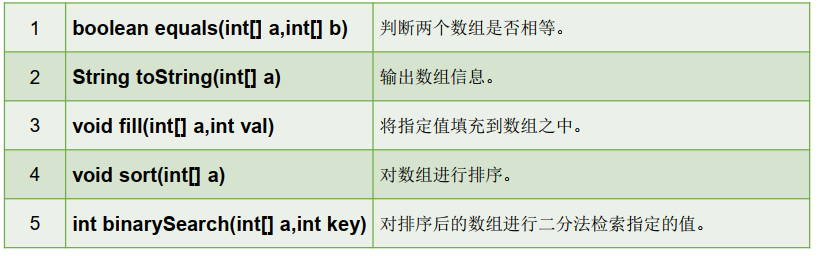 1 boolean equals(int[] a,int[] b) 判断两个数组是否相等。
2 String toString(int[] a) 输出数组信息。
3 void fill(int[] a,int val) 将指定值填充到数组之中。
4 void sort(int[] a) 对数组进行排序。
5 int binarySearch(int[] a,int key) 对排序后的数组进行二分法检索指定的值。